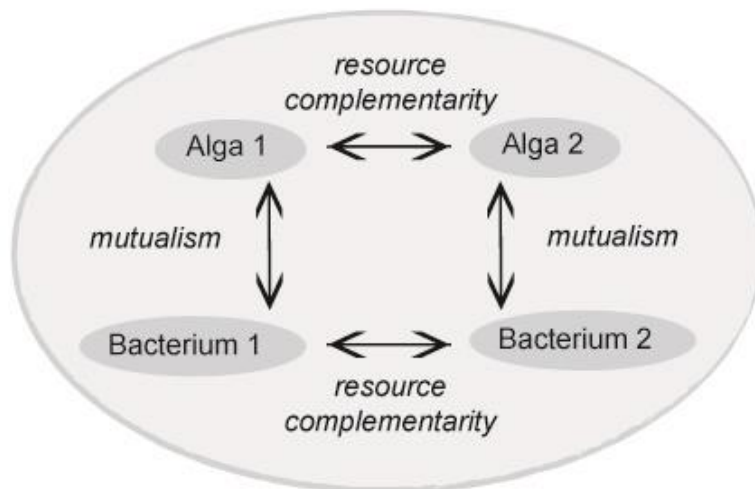 resource
complementarity
Alga 1
Alga 2
mutualism
mutualism
Bacterium 1
Bacterium 2
resource
complementarity